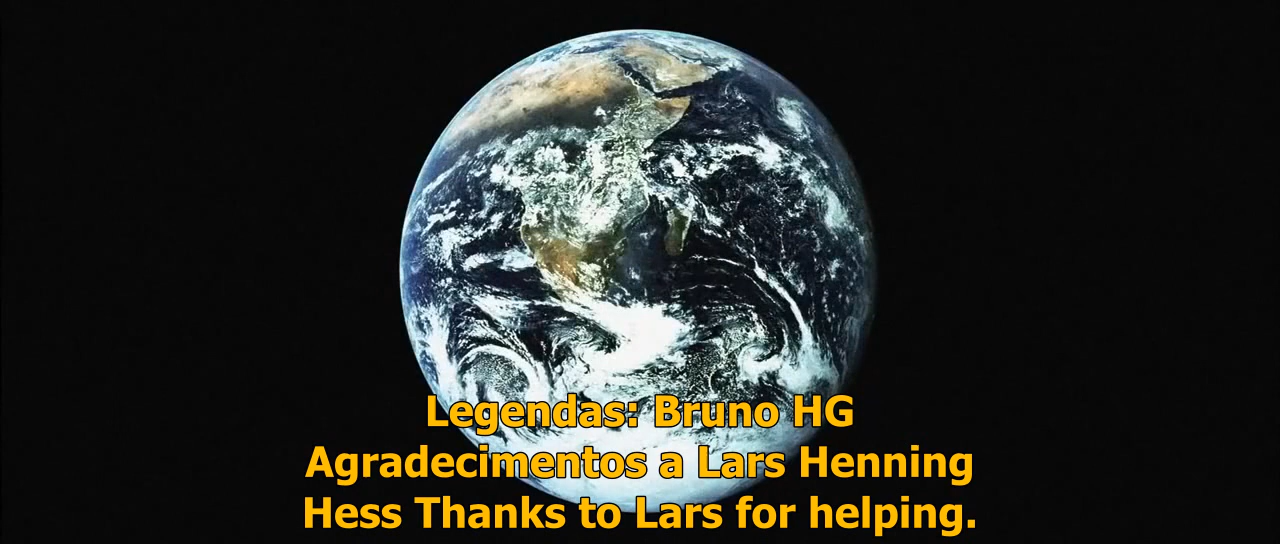 Legendas: Bruno HG
Agradecimentos a Lars Henning
Hess Thanks to Lars for helping.